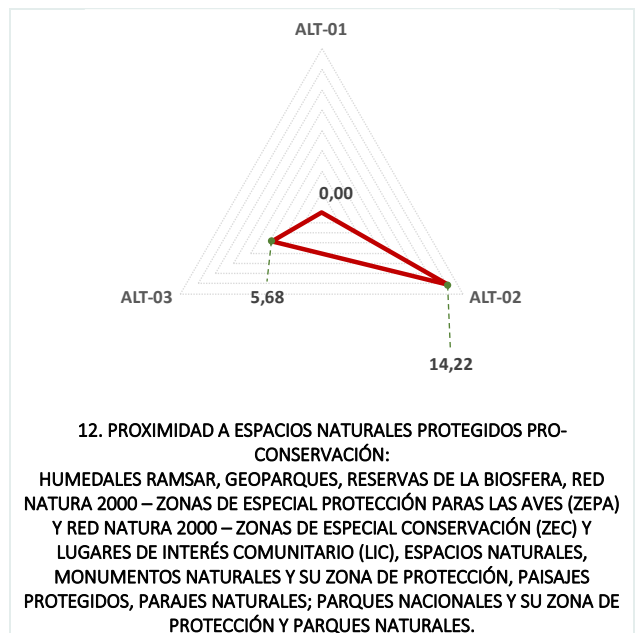 ALT-01
0,00
ALT-03
ALT-02
5,68
14,22
12. PROXIMIDAD A ESPACIOS NATURALES PROTEGIDOS PRO-
CONSERVACIÓN:
HUMEDALES RAMSAR, GEOPARQUES, RESERVAS DE LA BIOSFERA, RED
NATURA 2000 – ZONAS DE ESPECIAL PROTECCIÓN PARAS LAS AVES (ZEPA)
Y RED NATURA 2000 – ZONAS DE ESPECIAL CONSERVACIÓN (ZEC) Y
LUGARES DE INTERÉS COMUNITARIO (LIC), ESPACIOS NATURALES,
MONUMENTOS NATURALES Y SU ZONA DE PROTECCIÓN, PAISAJES
PROTEGIDOS, PARAJES NATURALES; PARQUES NACIONALES Y SU ZONA DE
PROTECCIÓN Y PARQUES NATURALES.